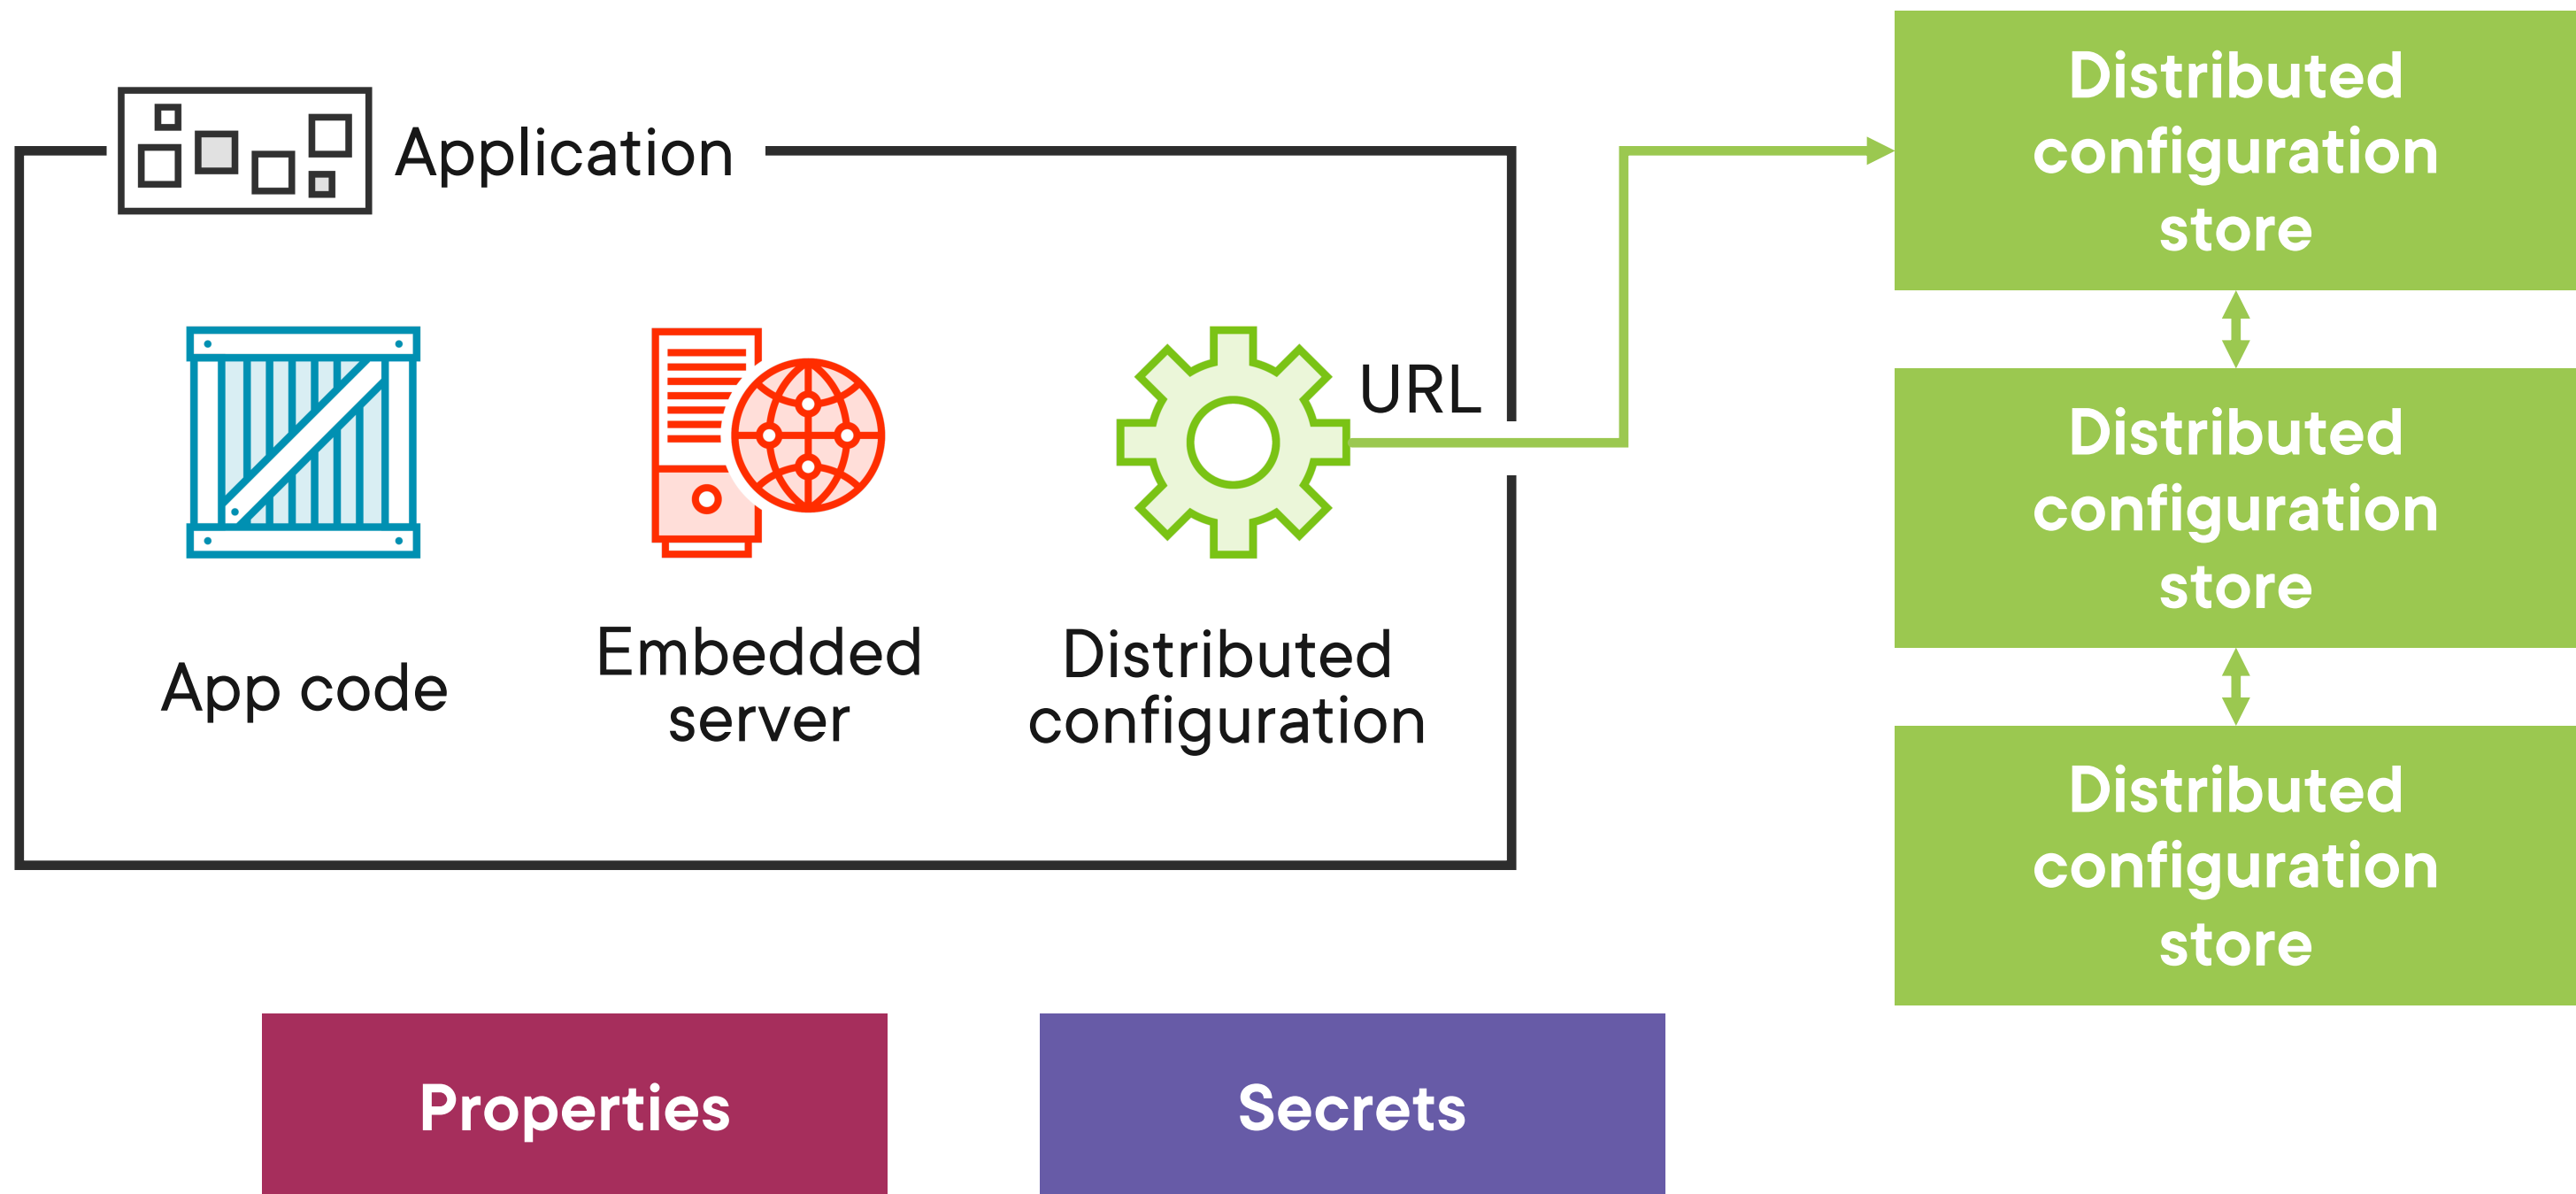 Application
URL
App code
Embedded
server
Distributed
configuration
Distributed
configuration
store
Distributed
configuration
store
Distributed
configuration
store
Properties
Secrets